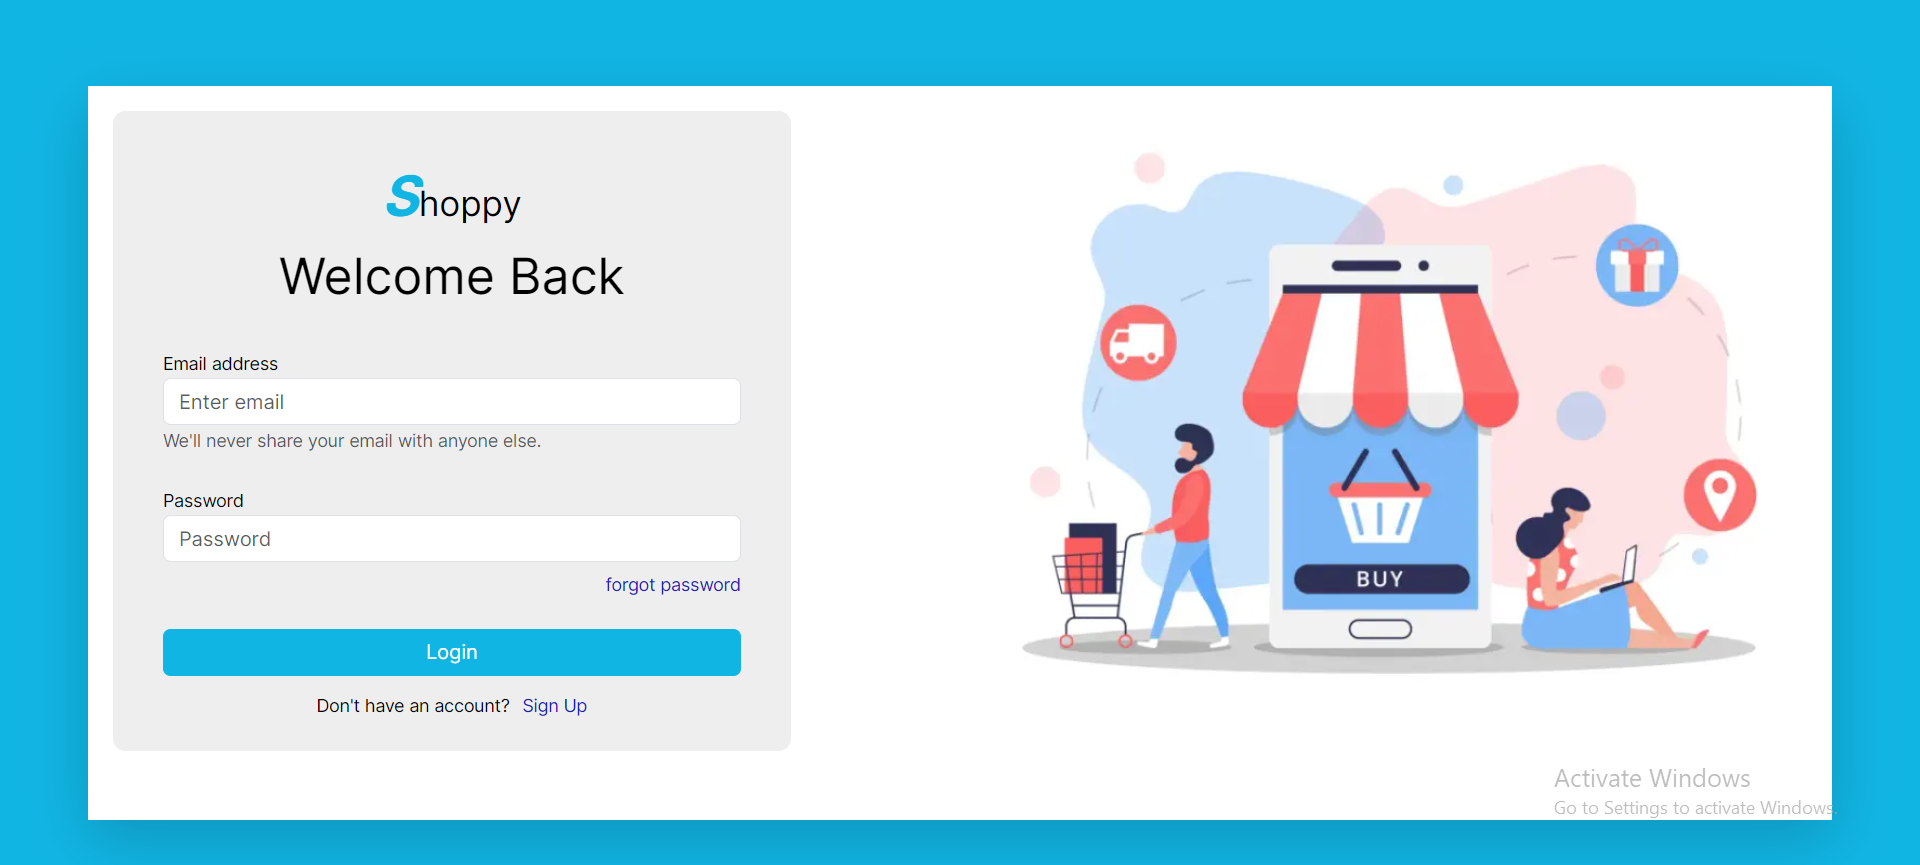 Shoppy
Welcome Back
Email address
Enter email
We'll never share your email with anyone else.
Password
Password
forgot password
Login
Don't have an account? Sign Up
BUY
Activate Windows
Go to Settings to activate Windows.